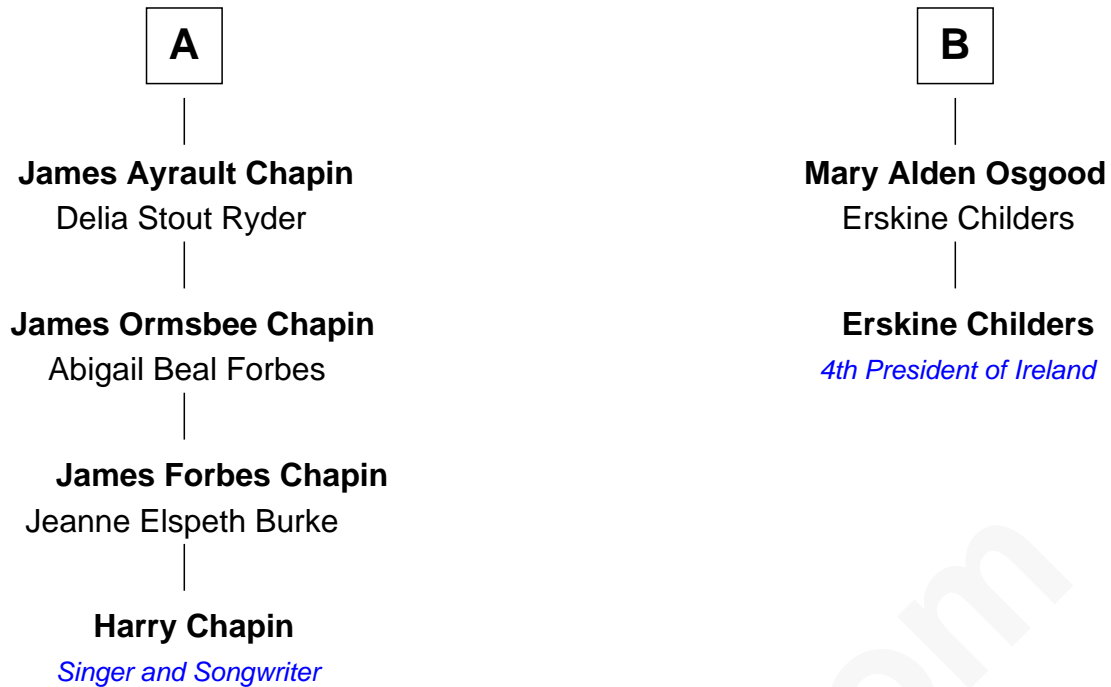 A
James Ayrault Chapin
Delia Stout Ryder
James Ormsbee Chapin
Abigail Beal Forbes
James Forbes Chapin
Jeanne Elspeth Burke
Harry Chapin
Singer and Songwriter
B
Mary Alden Osgood
Erskine Childers
Erskine Childers
4th President of Ireland
om